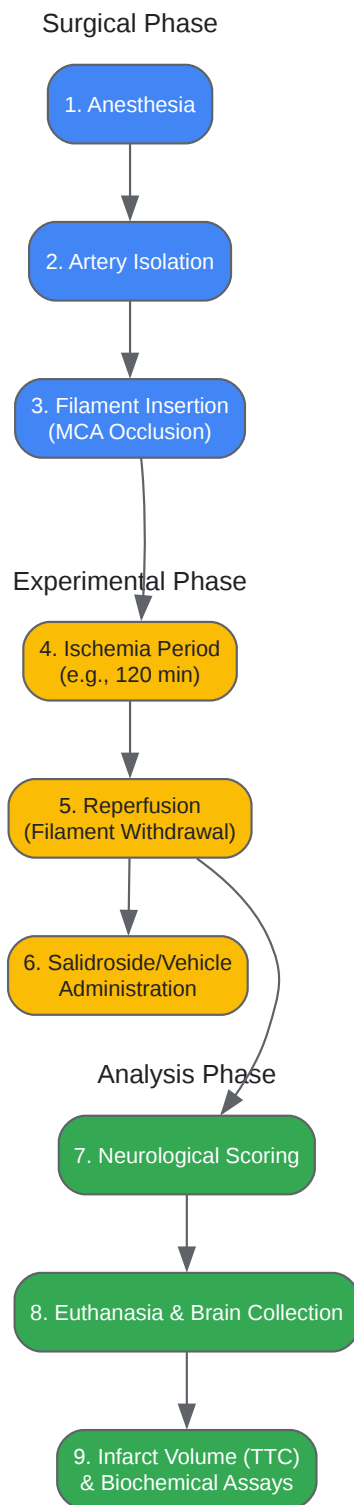 Surgical Phase
1. Anesthesia
2. Artery Isolation
3. Filament Insertion
(MCA Occlusion)
Experimental Phase
4. Ischemia Period
(e.g., 120 min)
5. Reperfusion
(Filament Withdrawal)
6. Salidroside/Vehicle
Administration
Analysis Phase
7. Neurological Scoring
8. Euthanasia & Brain Collection
9. Infarct Volume (TTC)
& Biochemical Assays